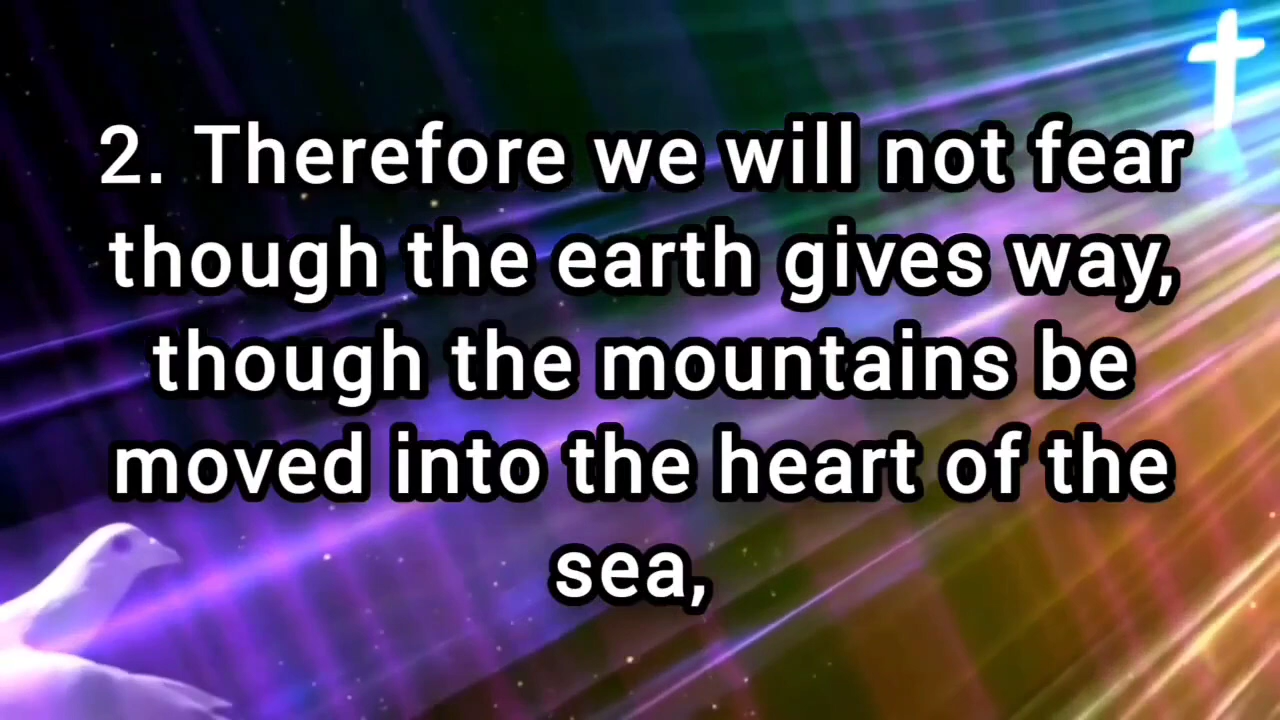 2. Therefore we will not fear
though the earth gives way,
though the mountains be
moved into the heart of the
sea,